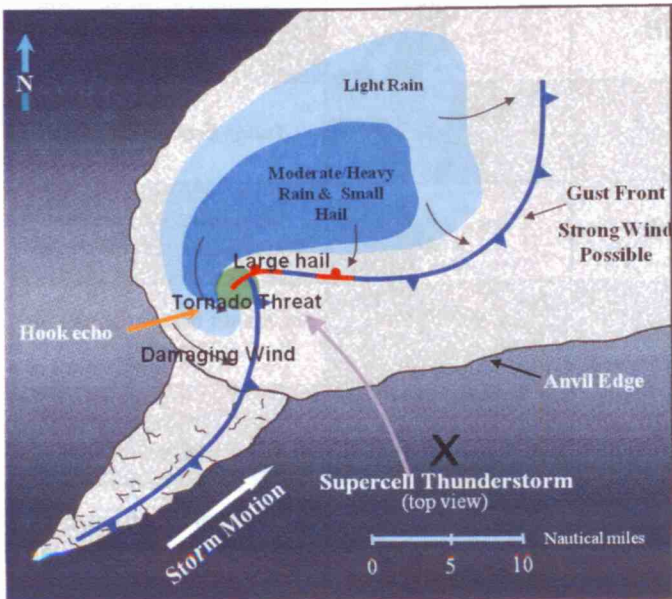 N
Light Rain
Moderate/Heavy
Rain & Small
Hail
Gust Front
Strong Wind
Possible
Large hail
Tornado Threat
Hook echo
Damaging Wind
Anvil Edge
X
Supercell Thunderstorm
(top view)
Storm Motion
Nautical miles
0 5 10